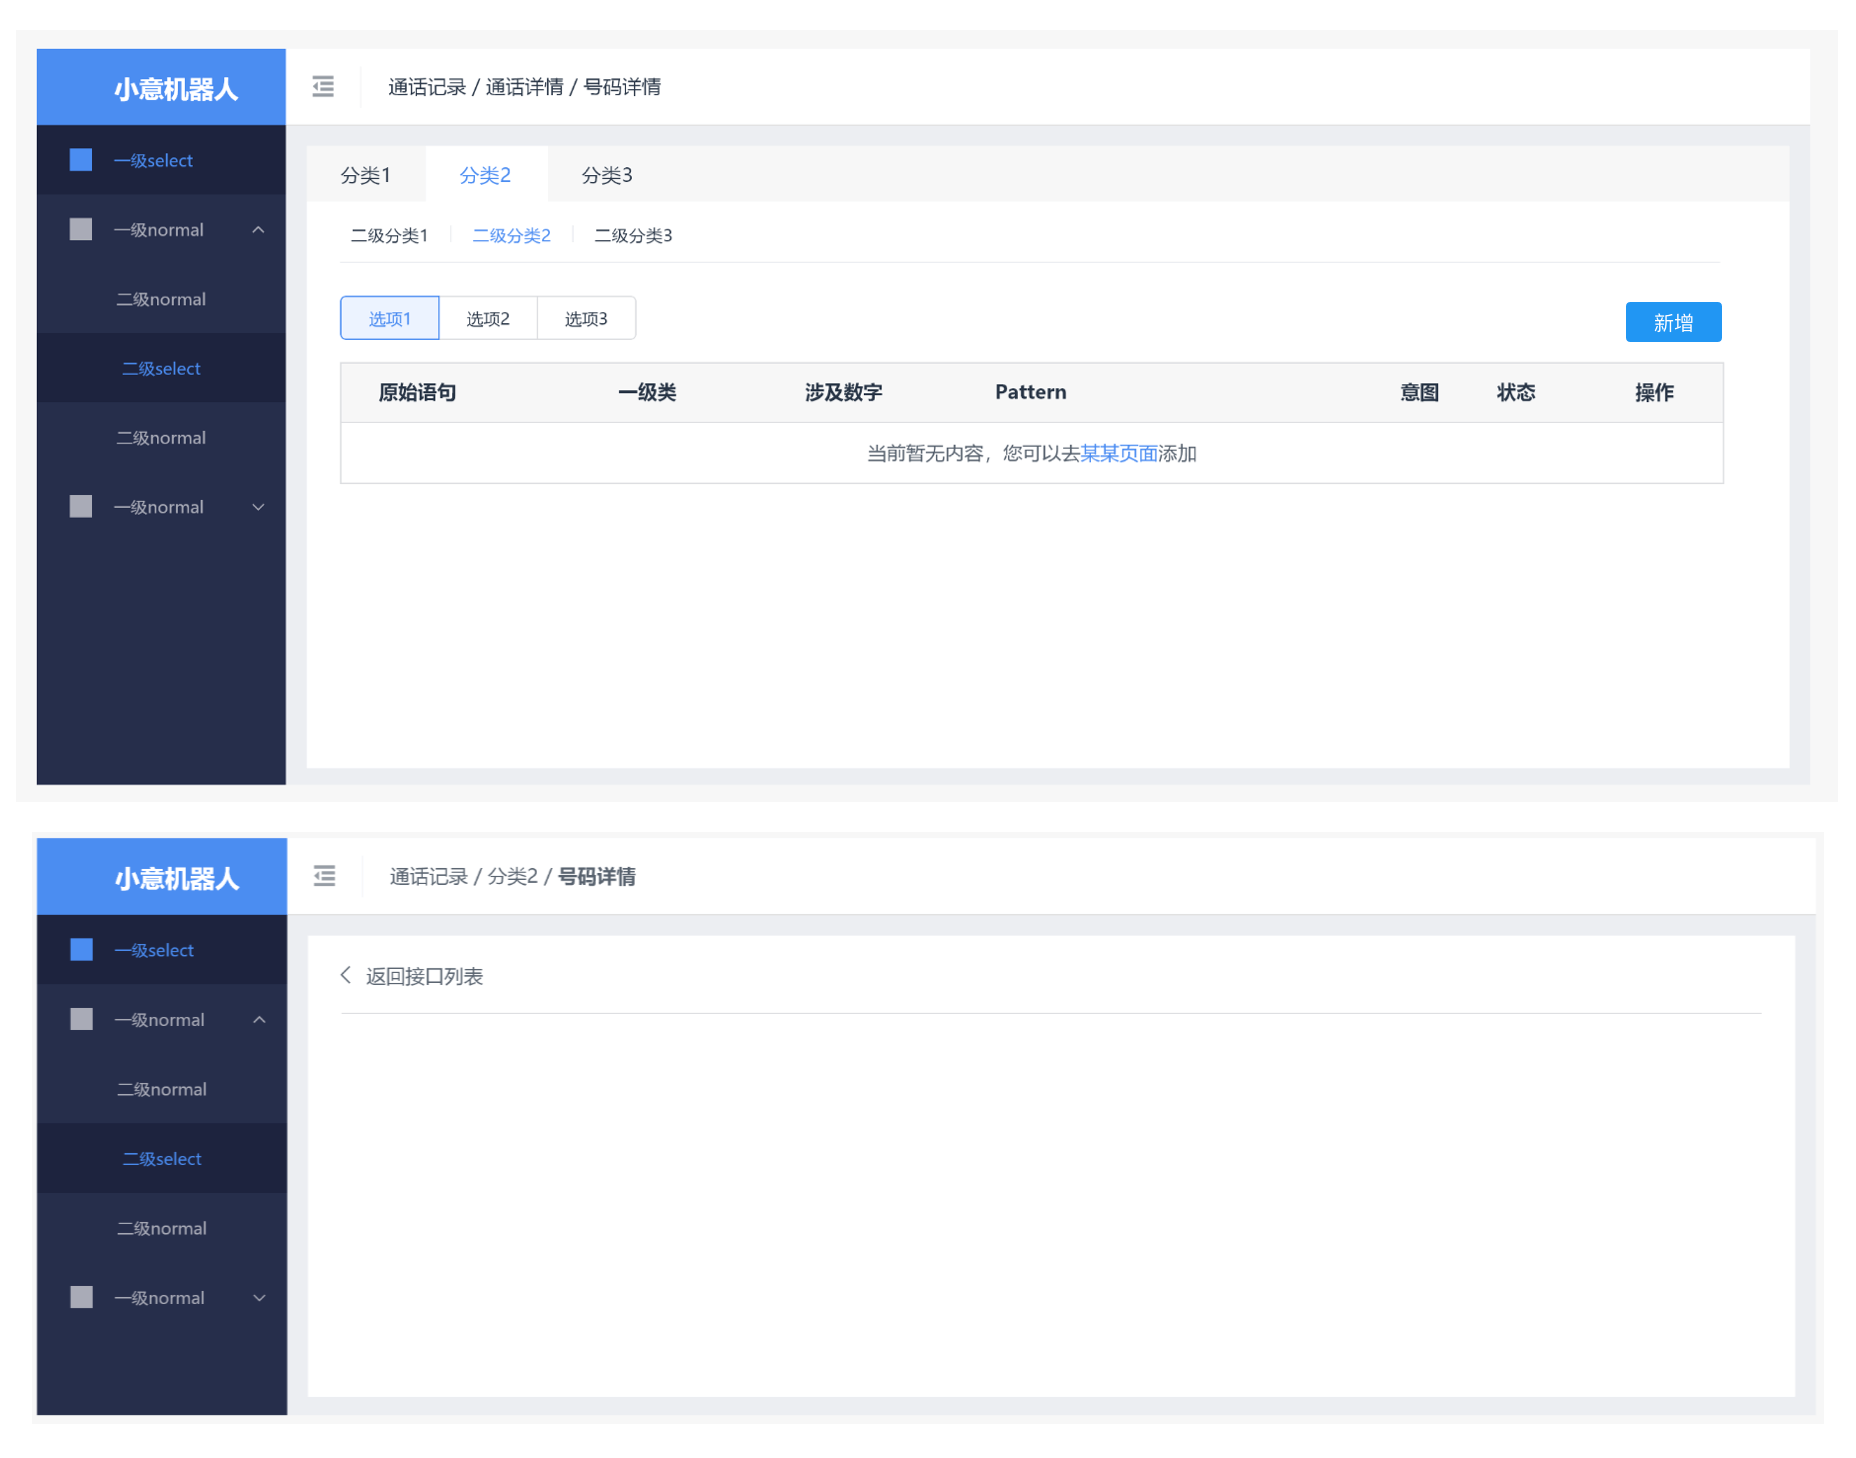 小意机器人
通话记录 / 通话详情 / 号码详情
一级select
一级normal
二级normal
二级select
二级normal
一级normal
分类1 分类2 分类3
二级分类1 二级分类2 二级分类3
选项1 选项2 选项3
新增
原始语句 一级类 涉及数字 Pattern 意图 状态 操作
当前暂无内容，您可以去某某页面添加
小意机器人
通话记录 / 分类2 / 号码详情
一级select
一级normal
二级normal
二级select
二级normal
一级normal
返回接口列表